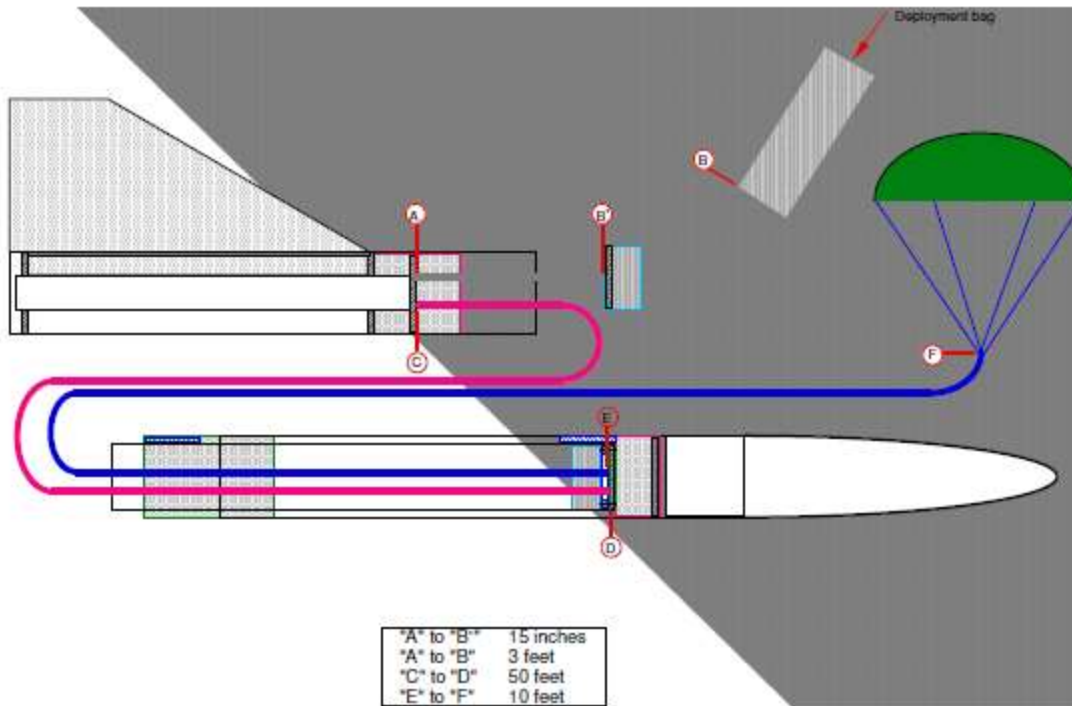 Deployment bag
B
A
B'
F
C
E
D
"A" to "B'" 15 inches
"A" to "B" 3 feet
"C" to "D" 50 feet
"E" to "F" 10 feet